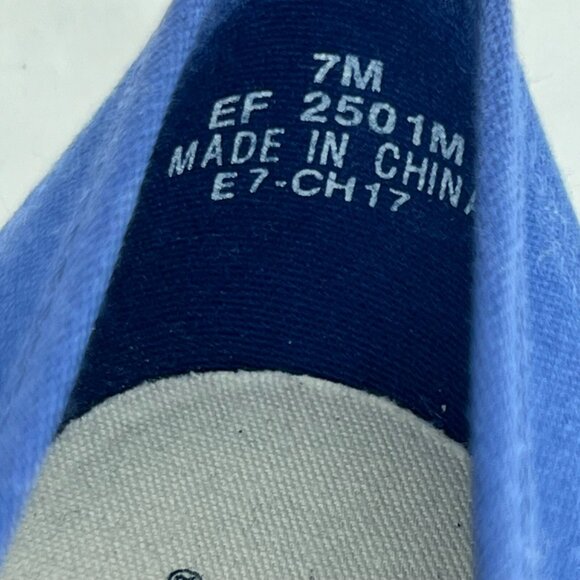 7M
EF 2501M
MADE IN CHINA
E7-CH17